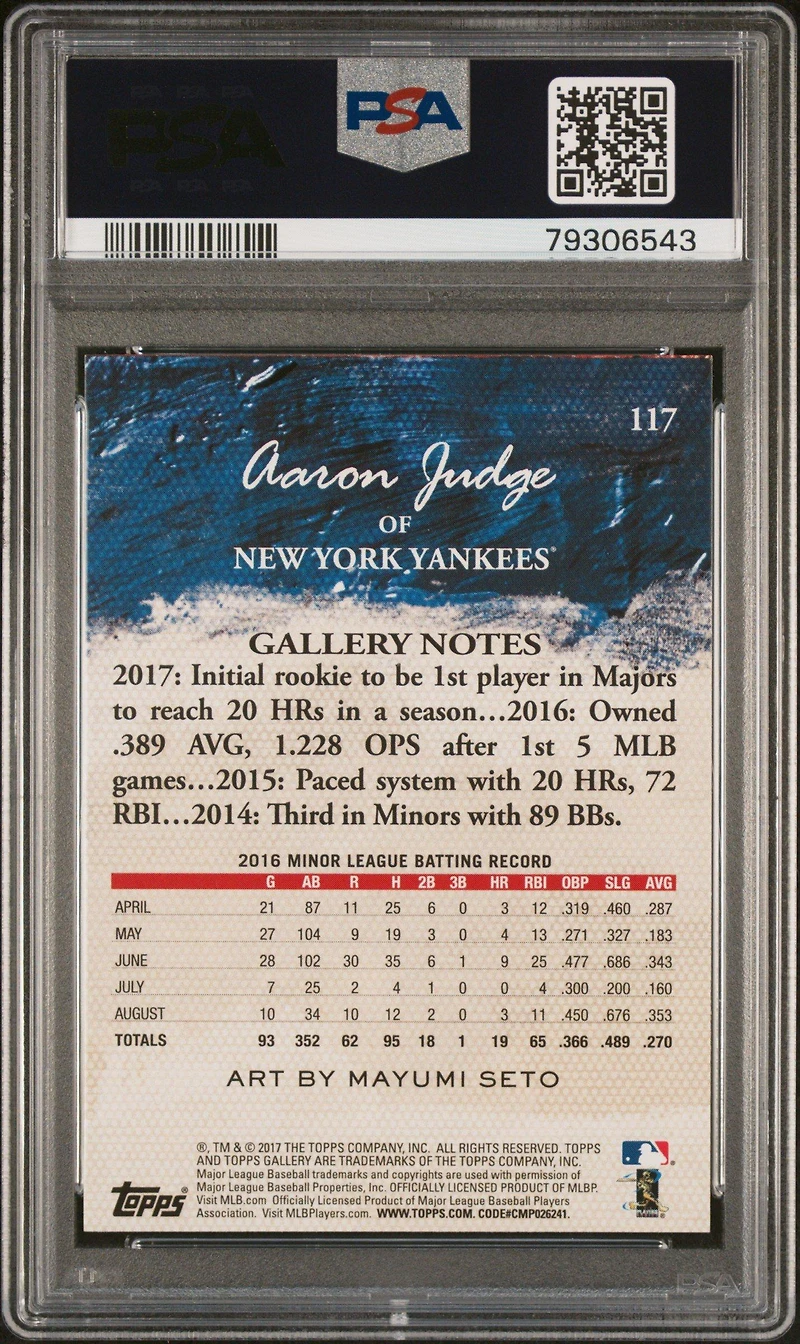 PSA PSA PSA
PSA
PSA PSA PSA
PSA
79306543
117
Aaron Judge
OF
NEW YORK YANKEES®
GALLERY NOTES
2017: Initial rookie to be 1st player in Majors
to reach 20 HRs in a season...2016: Owned
.389 AVG, 1.228 OPS after 1st 5 MLB
games...2015: Paced system with 20 HRs, 72
RBI...2014: Third in Minors with 89 BBs.
2016 MINOR LEAGUE BATTING RECORD
G AB R H 2B 3B HR RBI OBP SLG AVG
APRIL 21 87 11 25 6 0 3 12 .319 .460 .287
MAY 27 104 9 19 3 0 4 13 .271 .327 .183
JUNE 28 102 30 35 6 1 9 25 .477 .686 .343
JULY 7 25 2 4 1 0 0 4 .300 .200 .160
AUGUST 10 34 10 12 2 0 3 11 .450 .676 .353
TOTALS 93 352 62 95 18 1 19 65 .366 .489 .270
ART BY MAYUMI SETO
®, TM & © 2017 THE TOPPS COMPANY, INC. ALL RIGHTS RESERVED. TOPPS
AND TOPPS GALLERY ARE TRADEMARKS OF THE TOPPS COMPANY, INC.
Major League Baseball trademarks and copyrights are used with permission of
Major League Baseball Properties, Inc. OFFICIALLY LICENSED PRODUCT OF MLBP.
Visit MLB.com Officially Licensed Product of Major League Baseball Players
Association. Visit MLBPlayers.com. WWW.TOPPS.COM. CODE#CMP026241.
Topps®
PLAYERS
PSA